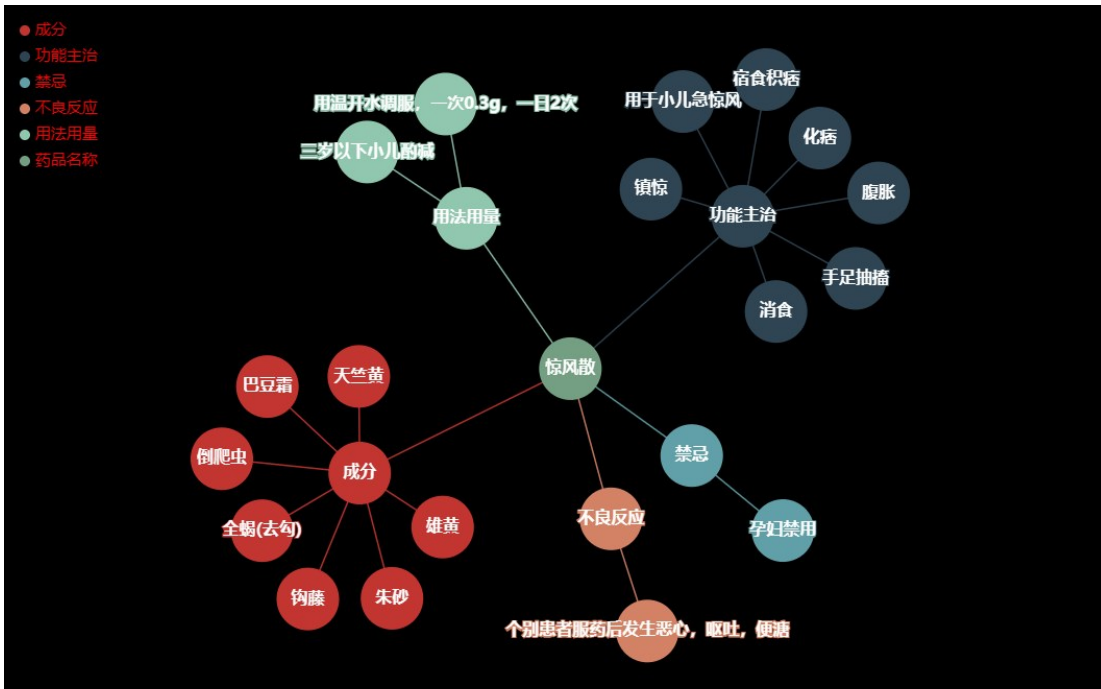 成分
功能主治
禁忌
不良反应
用法用量
药品名称
用温开水调服，一次0.3g，一日2次
三岁以下小儿酌减
用法用量
宿食积痞
用于小儿急惊风
化痞
镇惊
腹胀
功能主治
手足抽搐
消食
惊风散
天竺黄
巴豆霜
倒爬虫
成分
全蝎(去勾)
雄黄
钩藤
朱砂
禁忌
不良反应
孕妇禁用
个别患者服药后发生恶心，呕吐，便溏